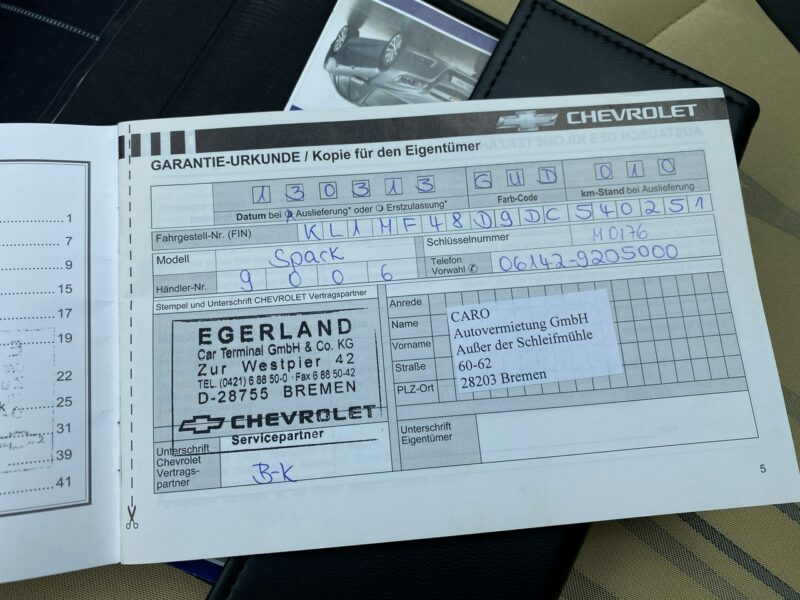 CHEVROLET
GARANTIE-URKUNDE / Kopie für den Eigentümer
130313
GUD
010
Datum bei Auslieferung* oder Erstzulassung*
Farb-Code
km-Stand bei Auslieferung
Fahrgestell-Nr. (FIN) KL1MF48D9DC540251
Modell Spark
Schlüsselnummer M0176
Händler-Nr. 9006
Telefon
Vorwahl 06142-9205000
Stempel und Unterschrift CHEVROLET Vertragspartner
EGERLAND
Car Terminal GmbH & Co. KG
Zur Westpier 42
TEL. (0421) 6 88 50-0 · Fax 6 88 50-42
D-28755 BREMEN
CHEVROLET
Servicepartner
Unterschrift
Chevrolet
Vertrags-
partner
B-K
Anrede
Name
Vorname
Straße
PLZ-Ort
CARO
Autovermietung GmbH
Außer der Schleifmühle
60-62
28203 Bremen
Unterschrift
Eigentümer
5
1
7
9
15
17
19
22
25
31
39
41